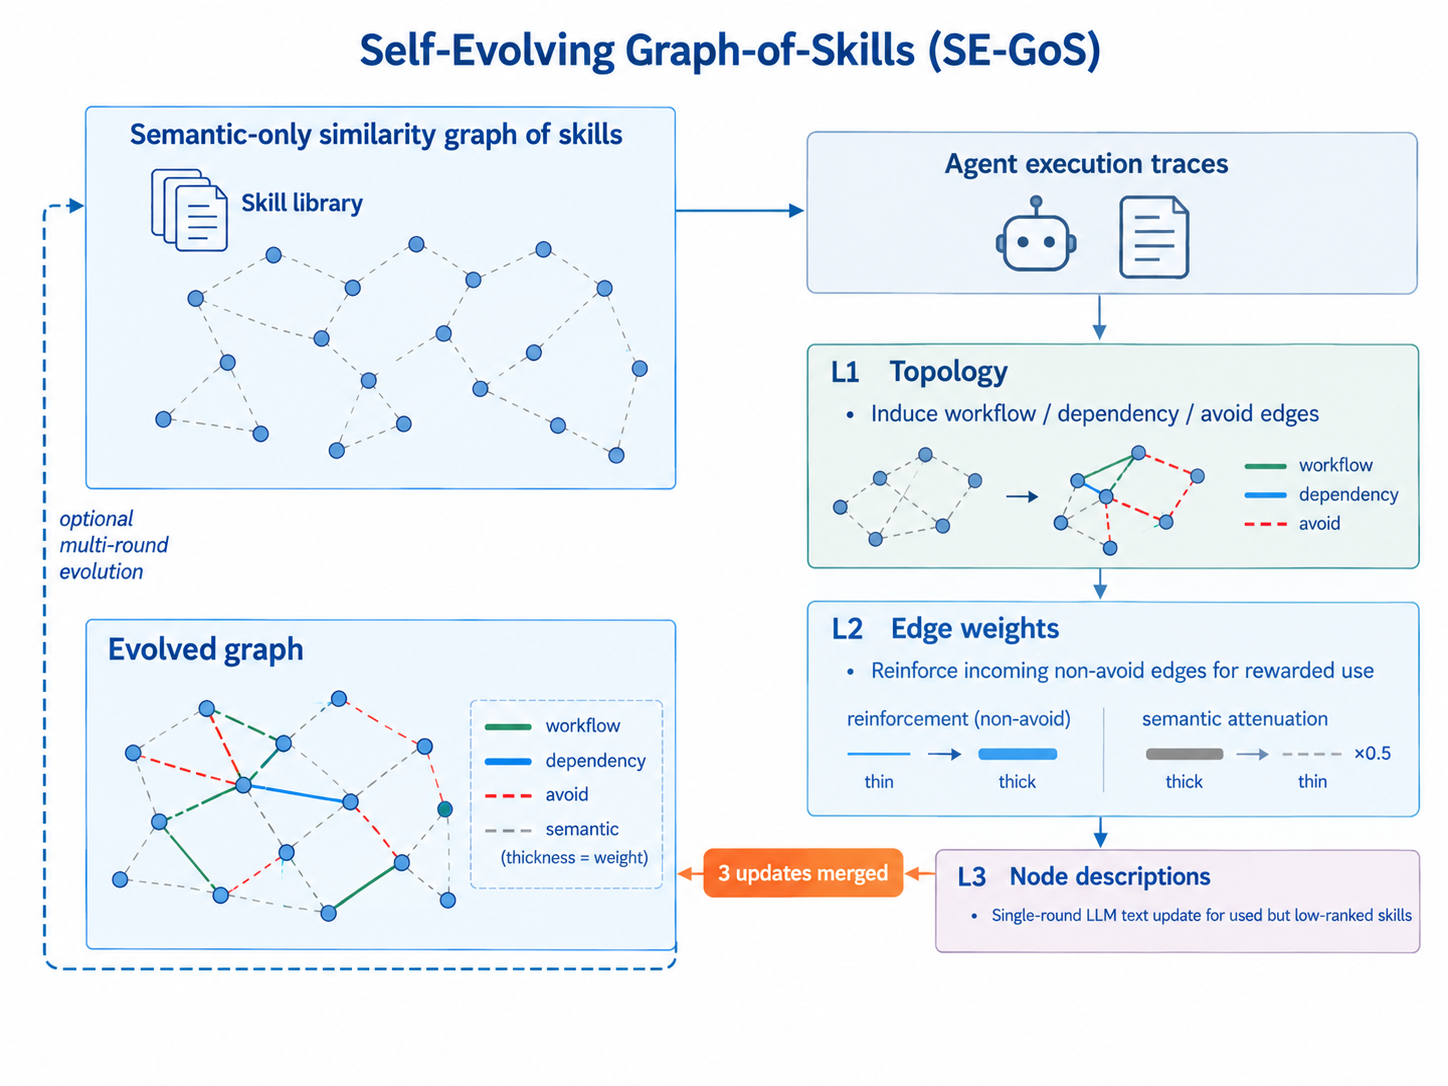 Self-Evolving Graph-of-Skills (SE-GoS)
Semantic-only similarity graph of skills
Skill library
Agent execution traces
L1 Topology
• Induce workflow / dependency / avoid edges
workflow
dependency
avoid
optional
multi-round
evolution
L2 Edge weights
• Reinforce incoming non-avoid edges for rewarded use
reinforcement (non-avoid)
semantic attenuation
×0.5
thin
thick
thick
thin
L3 Node descriptions
• Single-round LLM text update for used but low-ranked skills
3 updates merged
Evolved graph
workflow
dependency
avoid
semantic
(thickness = weight)